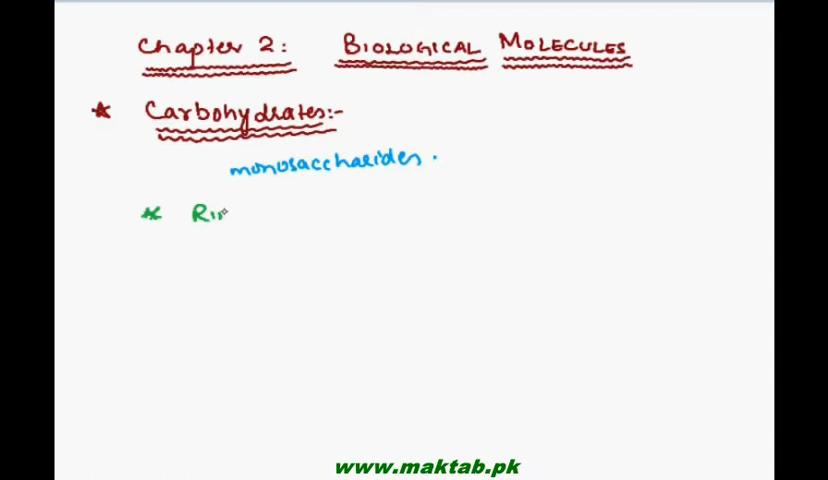 Chapter 2: BIOLOGICAL MOLECULES
* Carbohydrates:-
monosaccharides.
*
www.maktab.pk